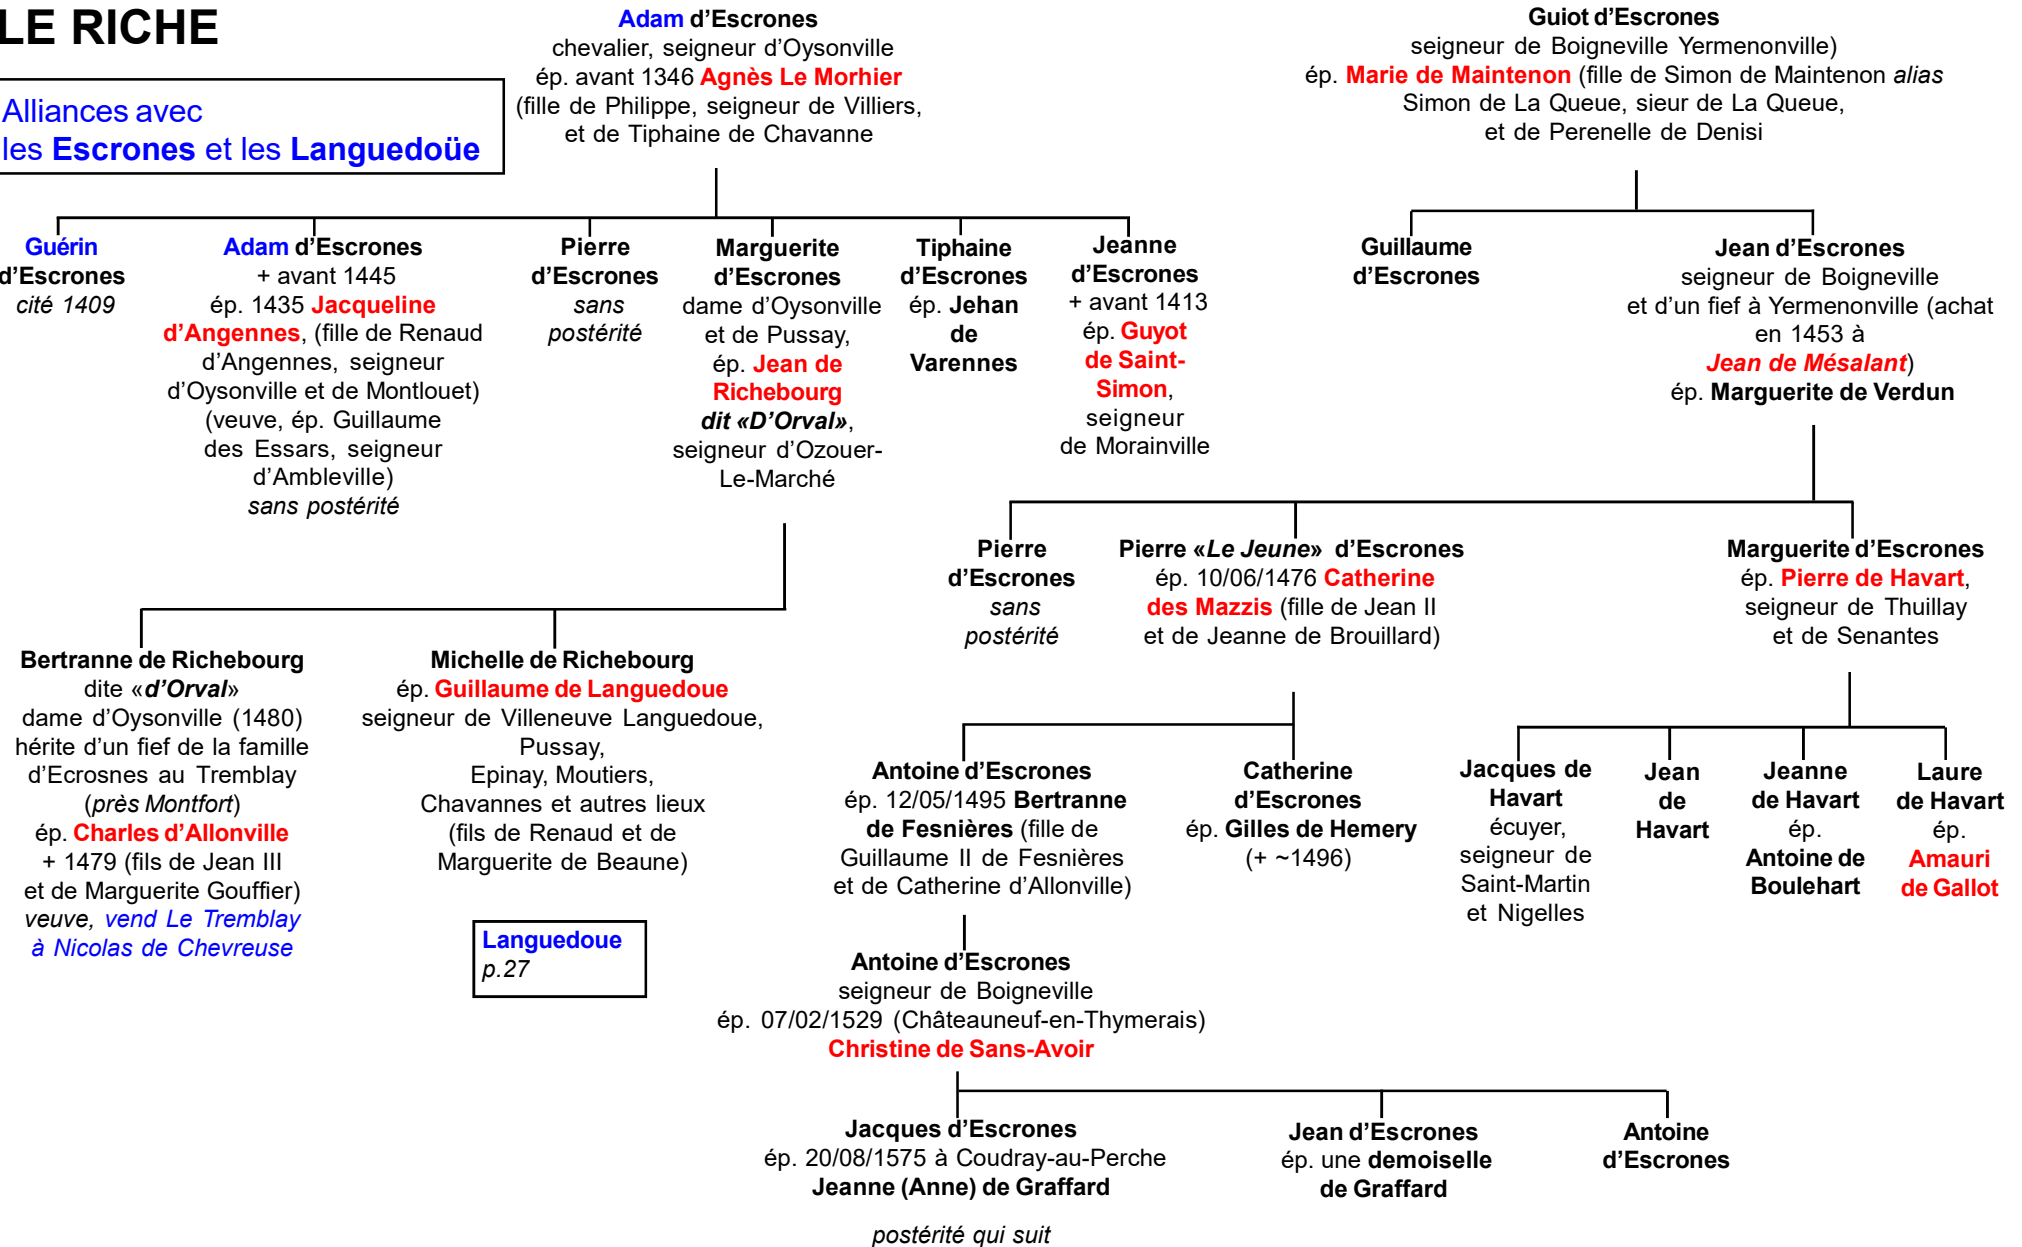 LE RICHE
Alliances avec
les Escrones et les Languedoüe
Adam d’Escrones
chevalier, seigneur d’Oysonville
ép. avant 1346 Agnès Le Morhier
(fille de Philippe, seigneur de Villiers,
et de Tiphaine de Chavanne
Guiot d’Escrones
seigneur de Boigneville Yermenonville)
ép. Marie de Maintenon (fille de Simon de Maintenon alias
Simon de La Queue, sieur de La Queue,
et de Perenelle de Denisi
Guérin
d’Escrones
cité 1409
Adam d’Escrones
+ avant 1445
ép. 1435 Jacqueline
d’Angennes, (fille de Renaud
d’Angennes, seigneur
d’Oysonville et de Montlouet)
(veuve, ép. Guillaume
des Essars, seigneur
d’Ambleville)
sans postérité
Pierre
d’Escrones
sans
postérité
Marguerite
d’Escrones
dame d’Oysonville
et de Pussay,
ép. Jean de
Richebourg
dit «D’Orval»,
seigneur d’Ozouer-
Le-Marché
Tiphaine
d’Escrones
ép. Jehan
de
Varennes
Jeanne
d’Escrones
+ avant 1413
ép. Guyot
de Saint-
Simon,
seigneur
de Morainville
Guillaume
d’Escrones
Jean d’Escrones
seigneur de Boigneville
et d’un fief à Yermenonville (achat
en 1453 à
Jean de Mésalant)
ép. Marguerite de Verdun
Pierre
d’Escrones
sans
postérité
Pierre «Le Jeune» d’Escrones
ép. 10/06/1476 Catherine
des Mazzis (fille de Jean II
et de Jeanne de Brouillard)
Marguerite d’Escrones
ép. Pierre de Havart,
seigneur de Thuillay
et de Senantes
Bertranne de Richebourg
dite «d’Orval»
dame d’Oysonville (1480)
hérite d’un fief de la famille
d’Ecrosnes au Tremblay
(près Montfort)
ép. Charles d’Allonville
+ 1479 (fils de Jean III
et de Marguerite Gouffier)
veuve, vend Le Tremblay
à Nicolas de Chevreuse
Michelle de Richebourg
ép. Guillaume de Languedoue
seigneur de Villeneuve Languedoue,
Pussay,
Epinay, Moutiers,
Chavannes et autres lieux
(fils de Renaud et de
Marguerite de Beaune)
Languedoue
p.27
Antoine d’Escrones
ép. 12/05/1495 Bertranne
de Fesnières (fille de
Guillaume II de Fesnières
et de Catherine d’Allonville)
Catherine
d’Escrones
ép. Gilles de Hemery
(+ ~1496)
Jacques de
Havart
écuyer,
seigneur de
Saint-Martin
et Nigelles
Jean
de
Havart
Jeanne
de Havart
ép.
Antoine de
Boulehart
Laure
de Havart
ép.
Amauri
de Gallot
Antoine d’Escrones
seigneur de Boigneville
ép. 07/02/1529 (Châteauneuf-en-Thymerais)
Christine de Sans-Avoir
Jacques d’Escrones
ép. 20/08/1575 à Coudray-au-Perche
Jeanne (Anne) de Graffard
postérité qui suit
Jean d’Escrones
ép. une demoiselle
de Graffard
Antoine
d’Escrones